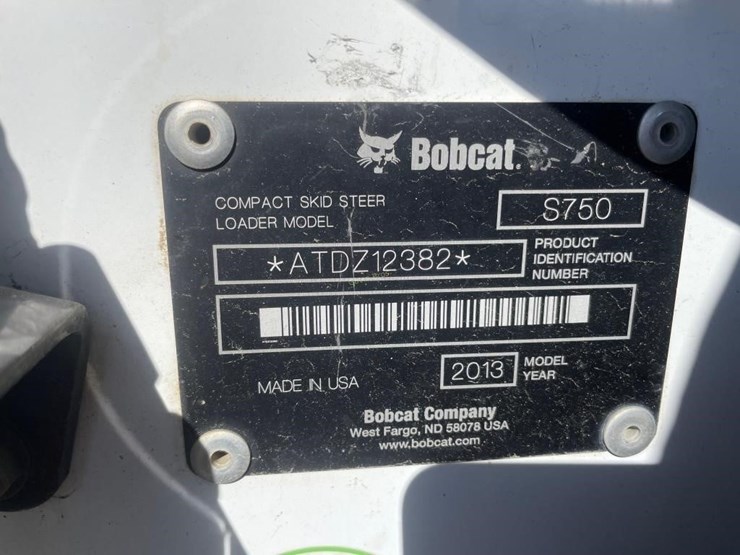 Bobcat.
COMPACT SKID STEER
LOADER MODEL
S750
*ATDZ12382*
PRODUCT
IDENTIFICATION
NUMBER
MADE IN USA
2013
MODEL
YEAR
Bobcat Company
West Fargo, ND 58078 USA
www.bobcat.com